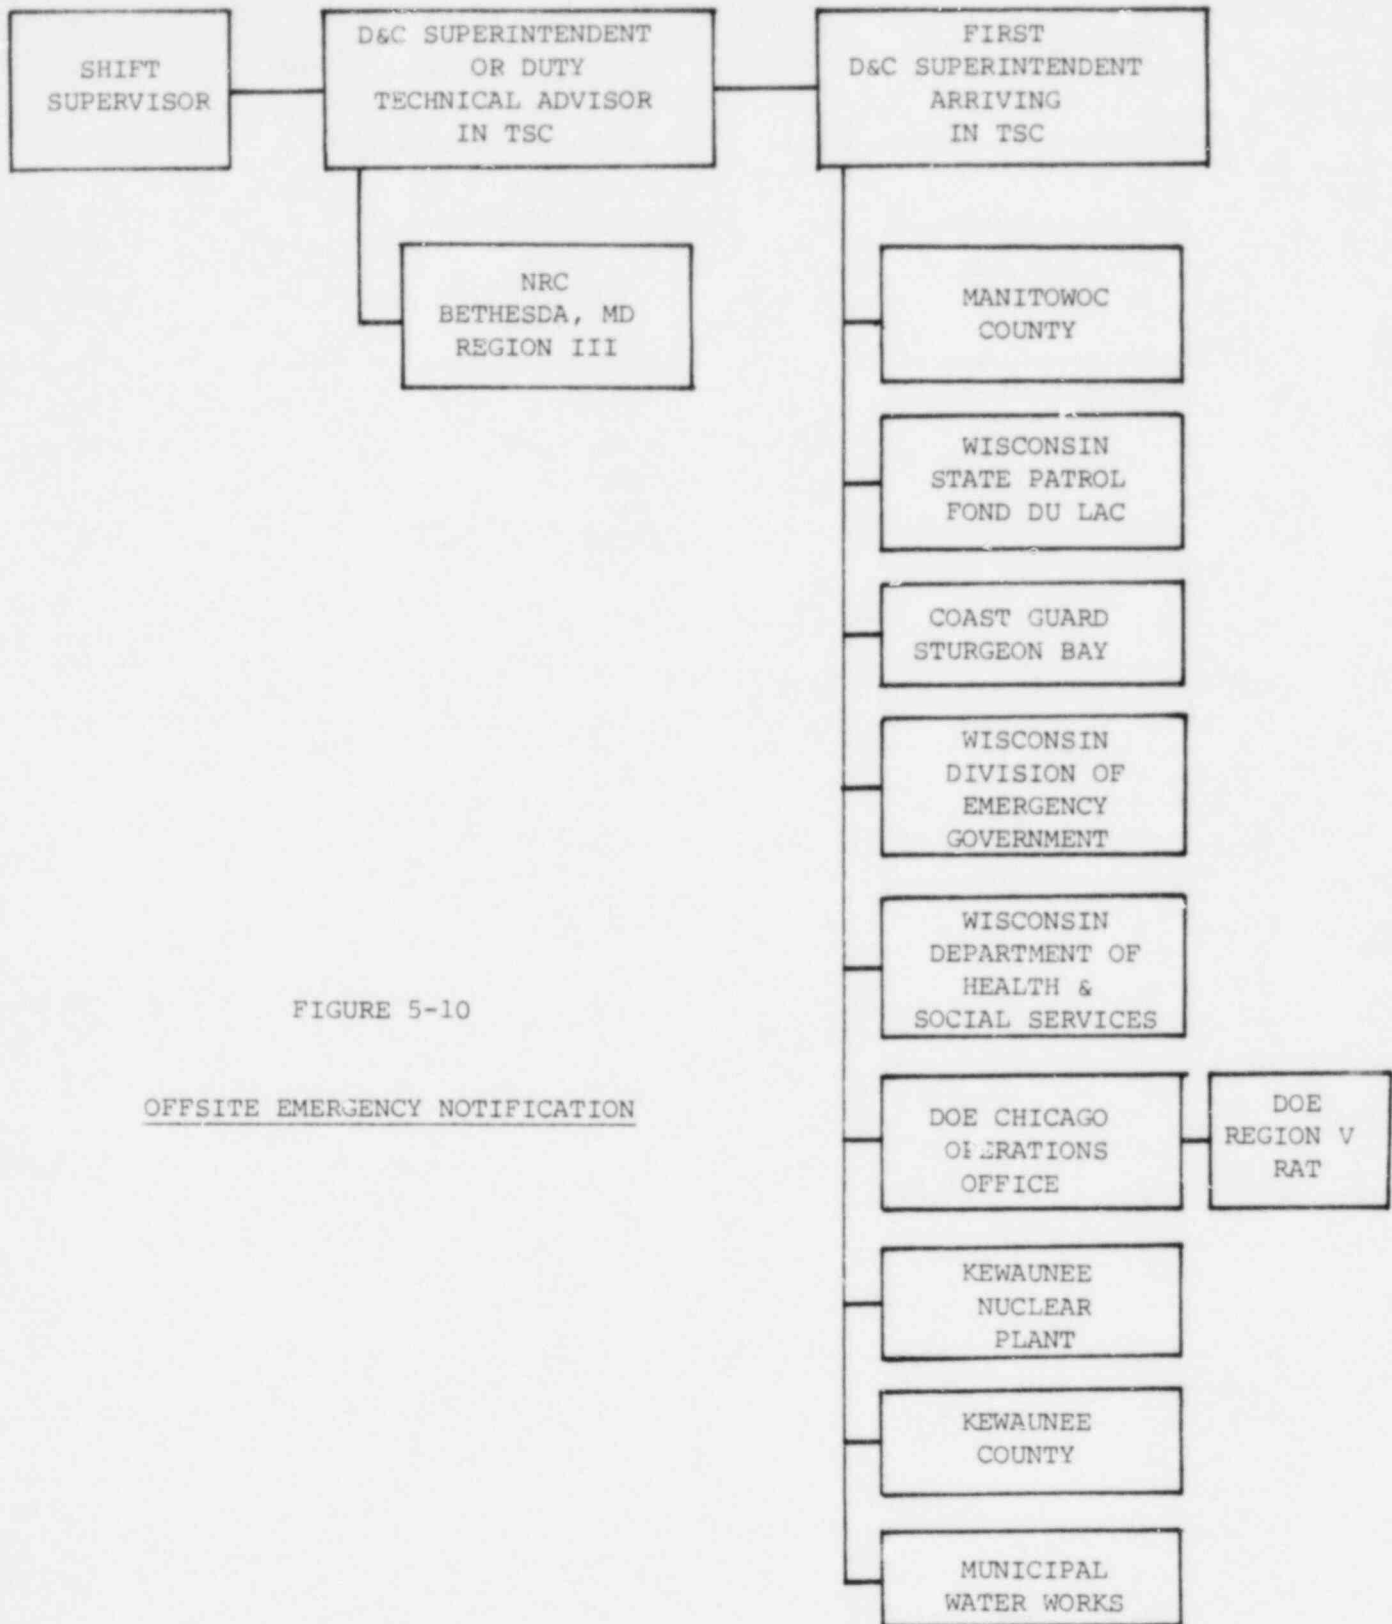 SHIFT
SUPERVISOR
D&C SUPERINTENDENT
OR DUTY
TECHNICAL ADVISOR
IN TSC
FIRST
D&C SUPERINTENDENT
ARRIVING
IN TSC
NRC
BETHESDA, MD
REGION III
MANITOWOC
COUNTY
WISCONSIN
STATE PATROL
FOND DU LAC
COAST GUARD
STURGEON BAY
WISCONSIN
DIVISION OF
EMERGENCY
GOVERNMENT
WISCONSIN
DEPARTMENT OF
HEALTH &
SOCIAL SERVICES
DOE CHICAGO
OPERATIONS
OFFICE
DOE
REGION V
RAT
KEWAUNEE
NUCLEAR
PLANT
KEWAUNEE
COUNTY
MUNICIPAL
WATER WORKS
FIGURE 5-10
OFFSITE EMERGENCY NOTIFICATION